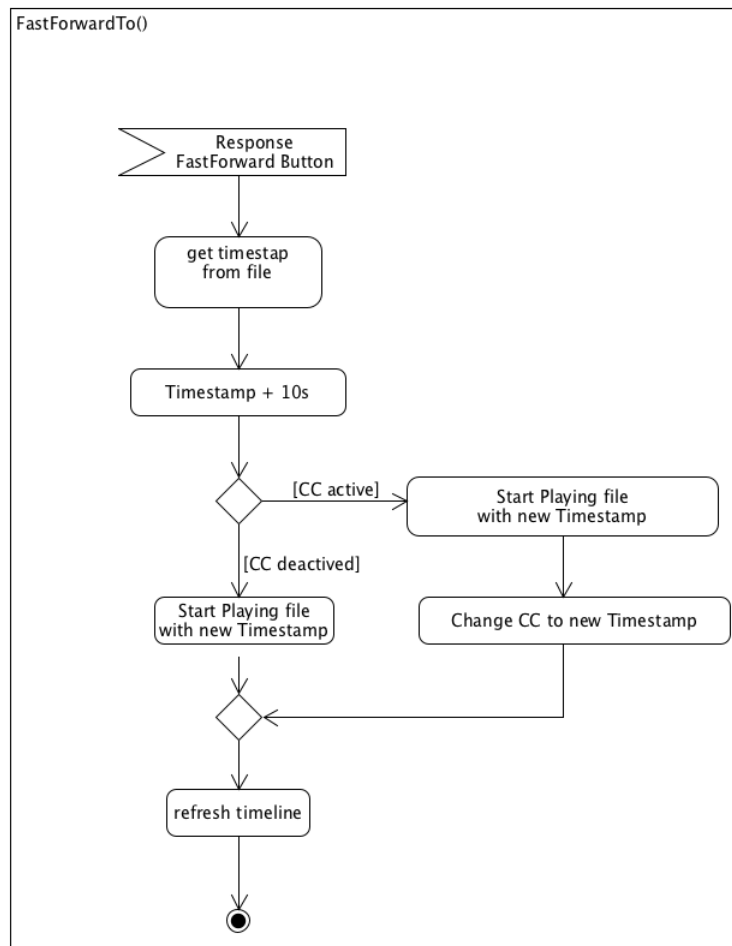 FastForwardTo()
Response
FastForward Button
get timestap
from file
Timestamp + 10s
[CC active]
Start Playing file
with new Timestamp
[CC deactived]
Start Playing file
with new Timestamp
Change CC to new Timestamp
refresh timeline